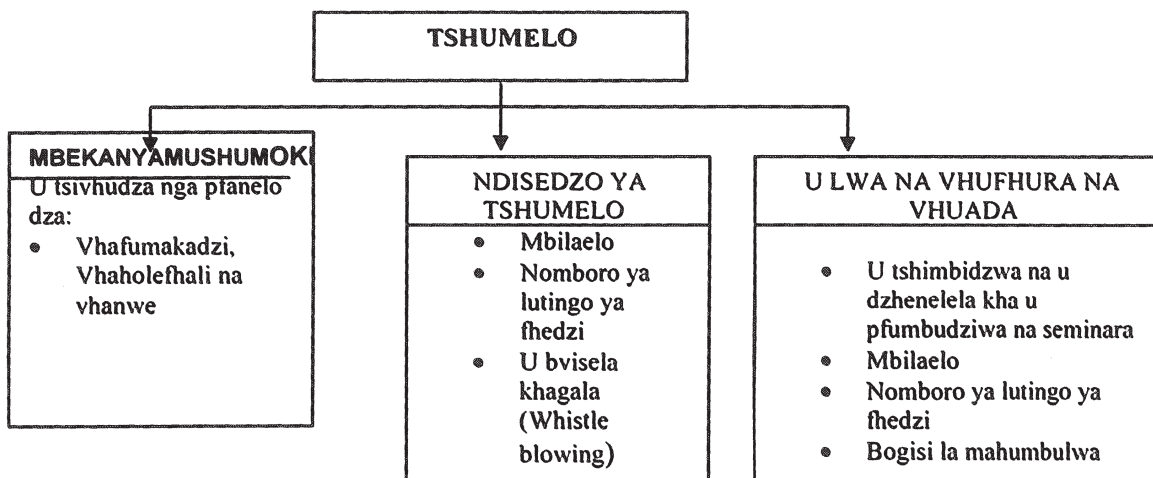 TSHUMELO
MBEKANYAMUSHUMOKI
U tsivhudza nga pfanelo
dza:
• Vhafumakadzi,
Vhaholefhali na
vhanwe
NDISEDZO YA
TSHUMELO
• Mbilaelo
• Nomboro ya
lutingo ya
fhedzi
• U bvisela
khagala
(Whistle
blowing)
U LWA NA VHUFHURA NA
VHUADA
• U tshimbidzwa na u
dzhenelela kha u
pfumbudziwa na seminara
• Mbilaelo
• Nomboro ya lutingo ya
fhedzi
• Bogisi la mahumbulwa